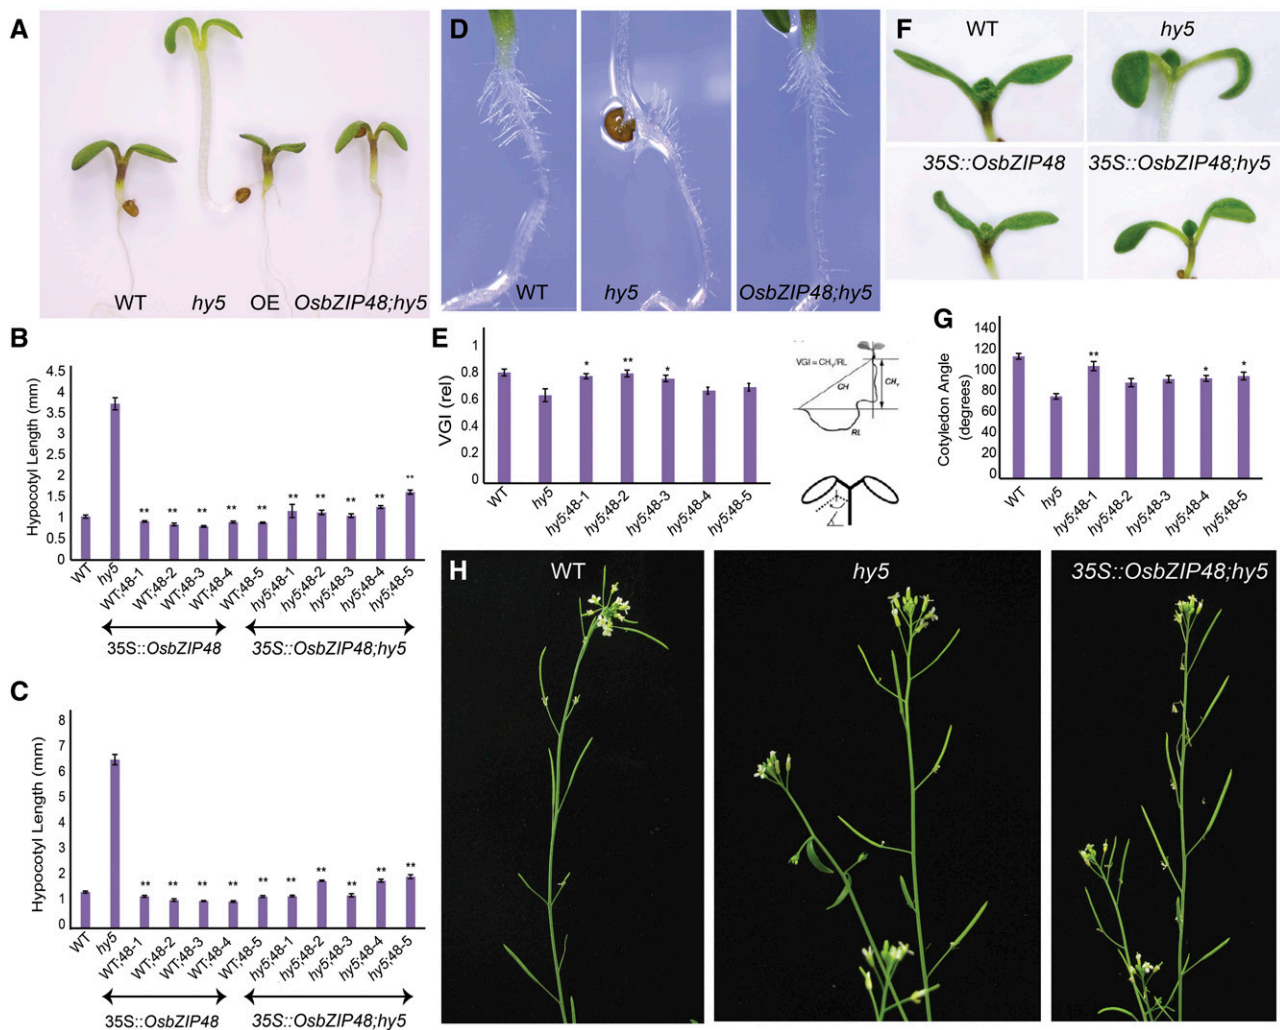 A
WT
hy5
OE
OsbZIP48;hy5
B
Hypocotyl Length (mm)
4.5
4
3.5
3
2.5
2
1.5
1
0.5
0
** ** ** ** ** ** ** ** ** **
WT
hy5
WT;48-1
WT;48-2
WT;48-3
WT;48-4
WT;48-5
hy5;48-1
hy5;48-2
hy5;48-3
hy5;48-4
hy5;48-5
35S::OsbZIP48
35S::OsbZIP48;hy5
C
Hypocotyl Length (mm)
8
7
6
5
4
3
2
1
0
** ** ** ** ** ** ** ** ** **
WT
hy5
WT;48-1
WT;48-2
WT;48-3
WT;48-4
WT;48-5
hy5;48-1
hy5;48-2
hy5;48-3
hy5;48-4
hy5;48-5
35S::OsbZIP48
35S::OsbZIP48;hy5
D
WT
hy5
OsbZIP48;hy5
E
VGI (rel)
1
0.8
0.6
0.4
0.2
0
* ** *
WT
hy5
hy5;48-1
hy5;48-2
hy5;48-3
hy5;48-4
hy5;48-5
VGI = CHᵧ/RL
CH
CHᵧ
RL
F
WT
hy5
35S::OsbZIP48
35S::OsbZIP48;hy5
G
Cotyledon Angle
(degrees)
140
120
100
80
60
40
20
0
** * *
WT
hy5
hy5;48-1
hy5;48-2
hy5;48-3
hy5;48-4
hy5;48-5
H
WT
hy5
35S::OsbZIP48;hy5